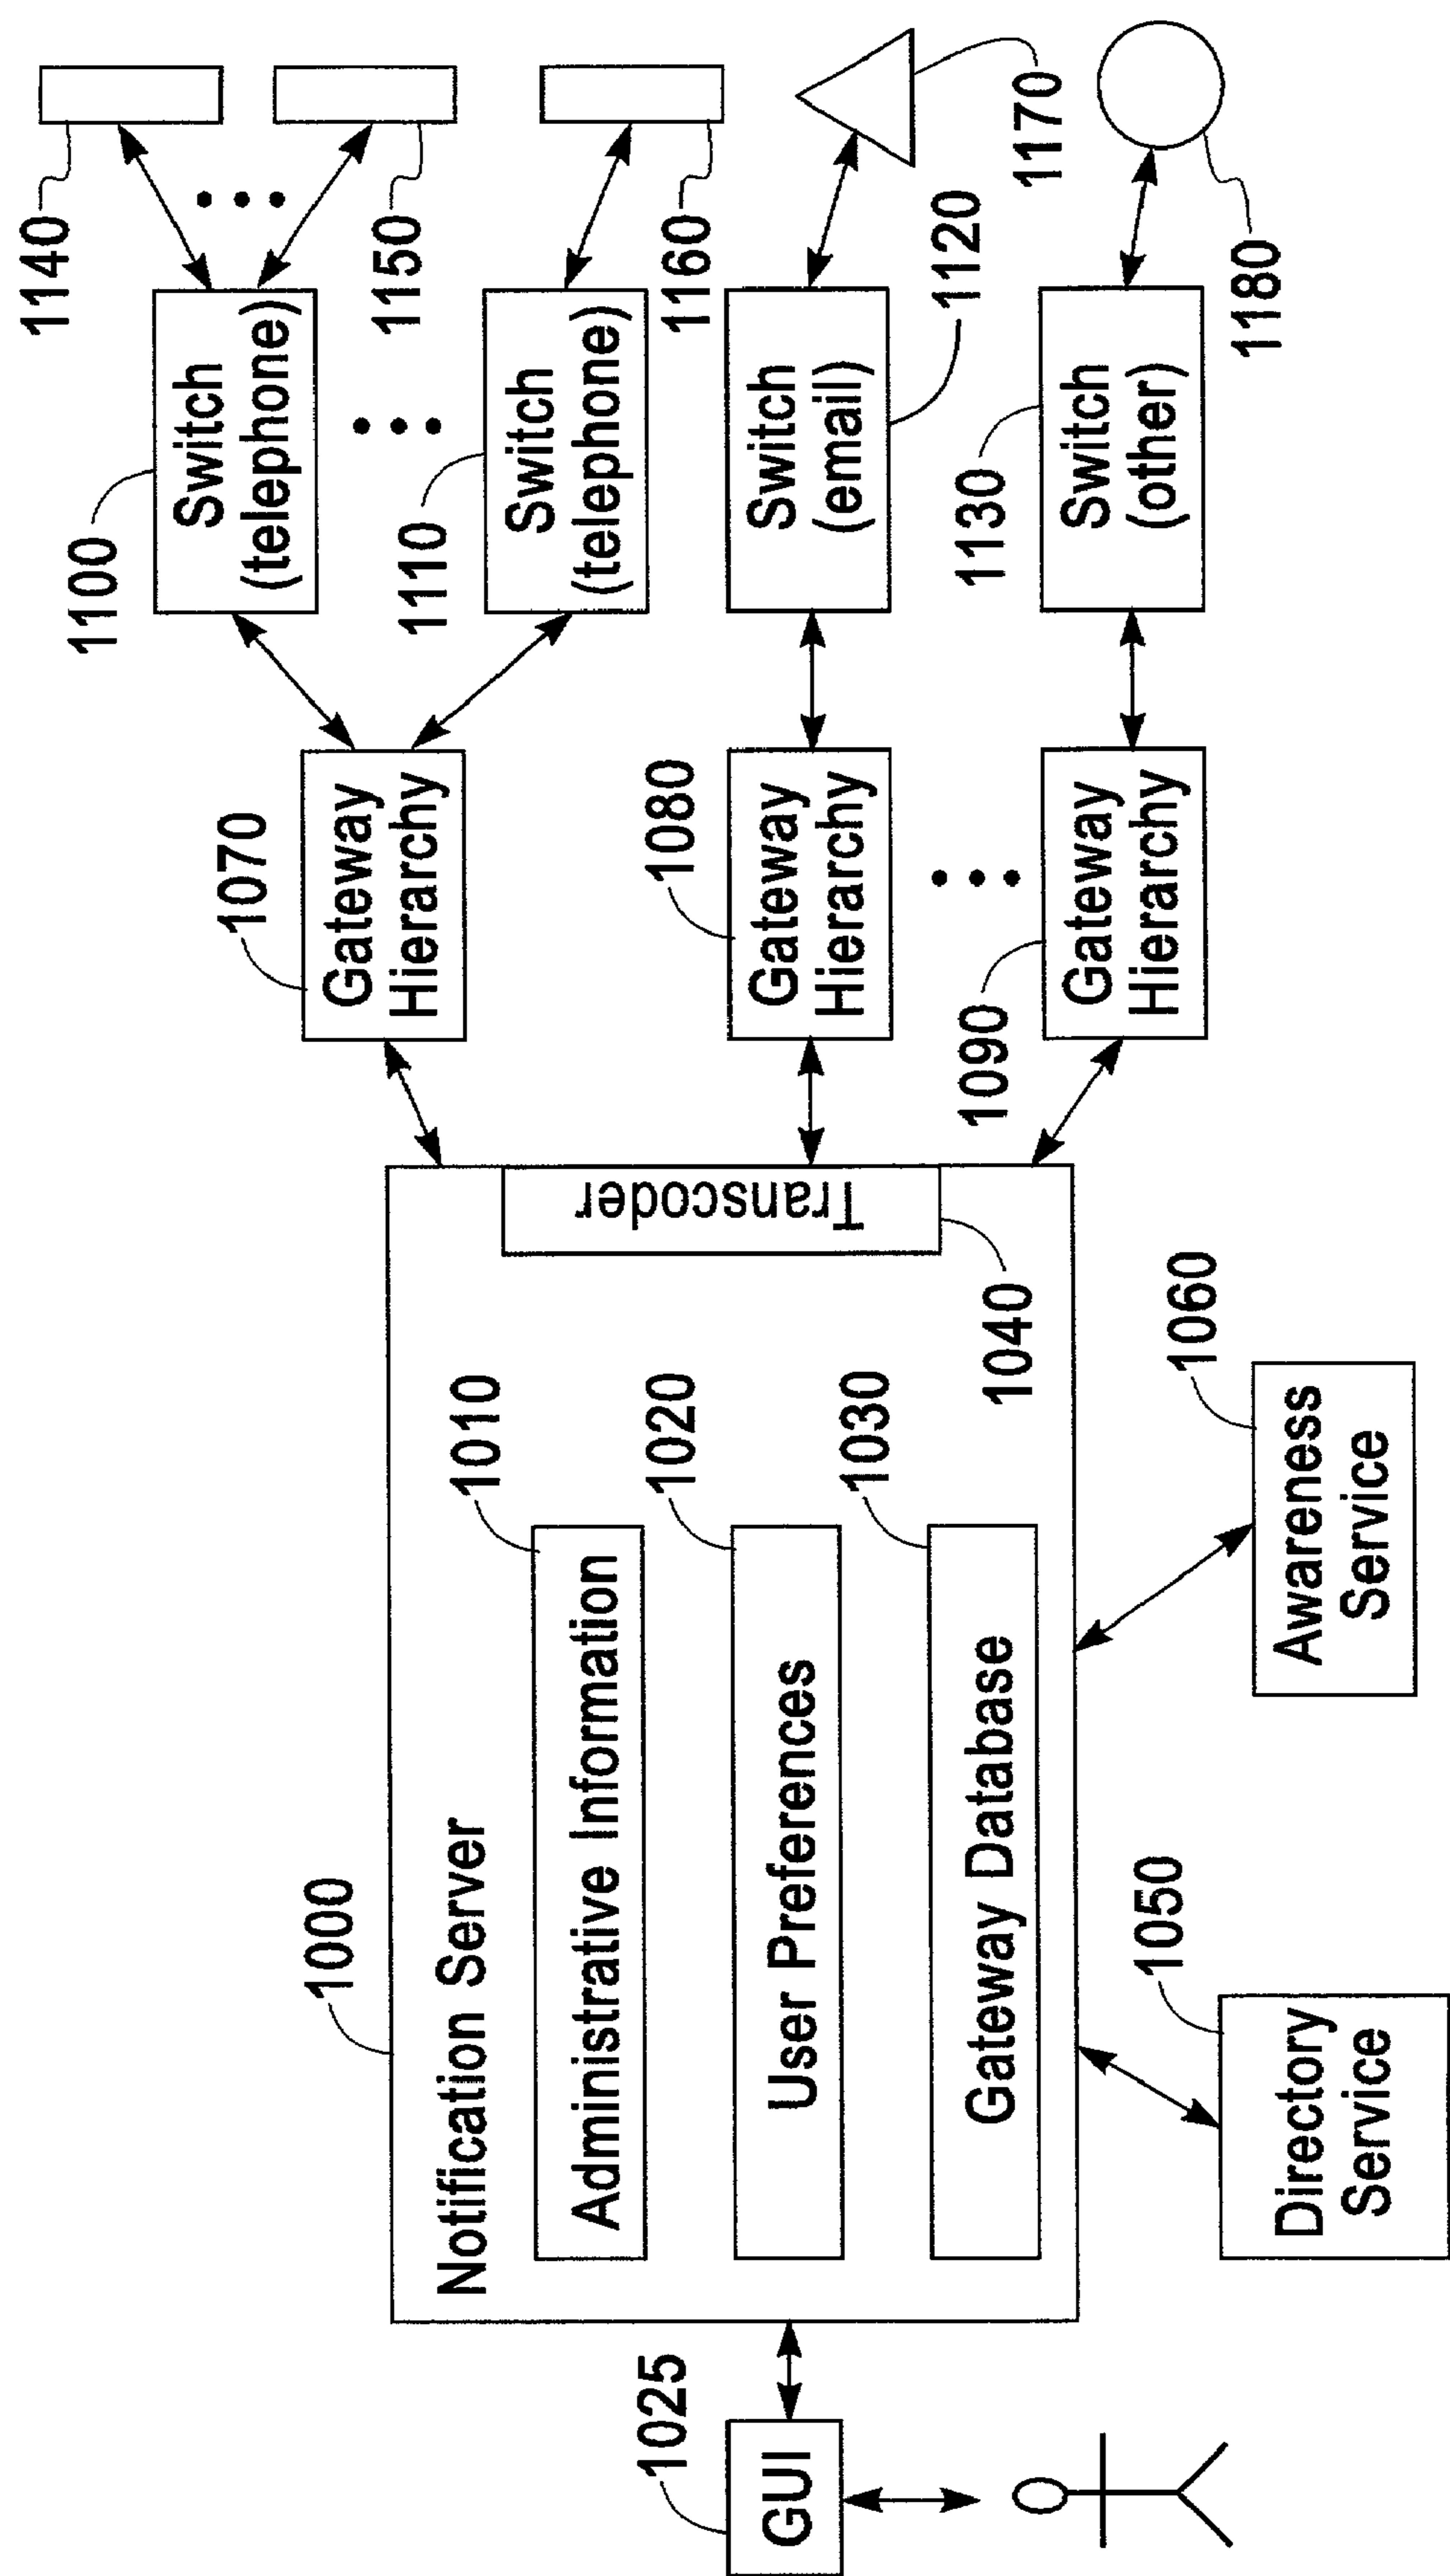 1000
Notification Server
1010
Administrative Information
1020
User Preferences
1030
Gateway Database
1040
Transcoder
1025
GUI
1050
Directory
Service
1060
Awareness
Service
1070
Gateway
Hierarchy
1080
Gateway
Hierarchy
1090
Gateway
Hierarchy
1100
Switch
(telephone)
1110
Switch
(telephone)
1120
Switch
(email)
1130
Switch
(other)
1140
1150
1160
1170
1180